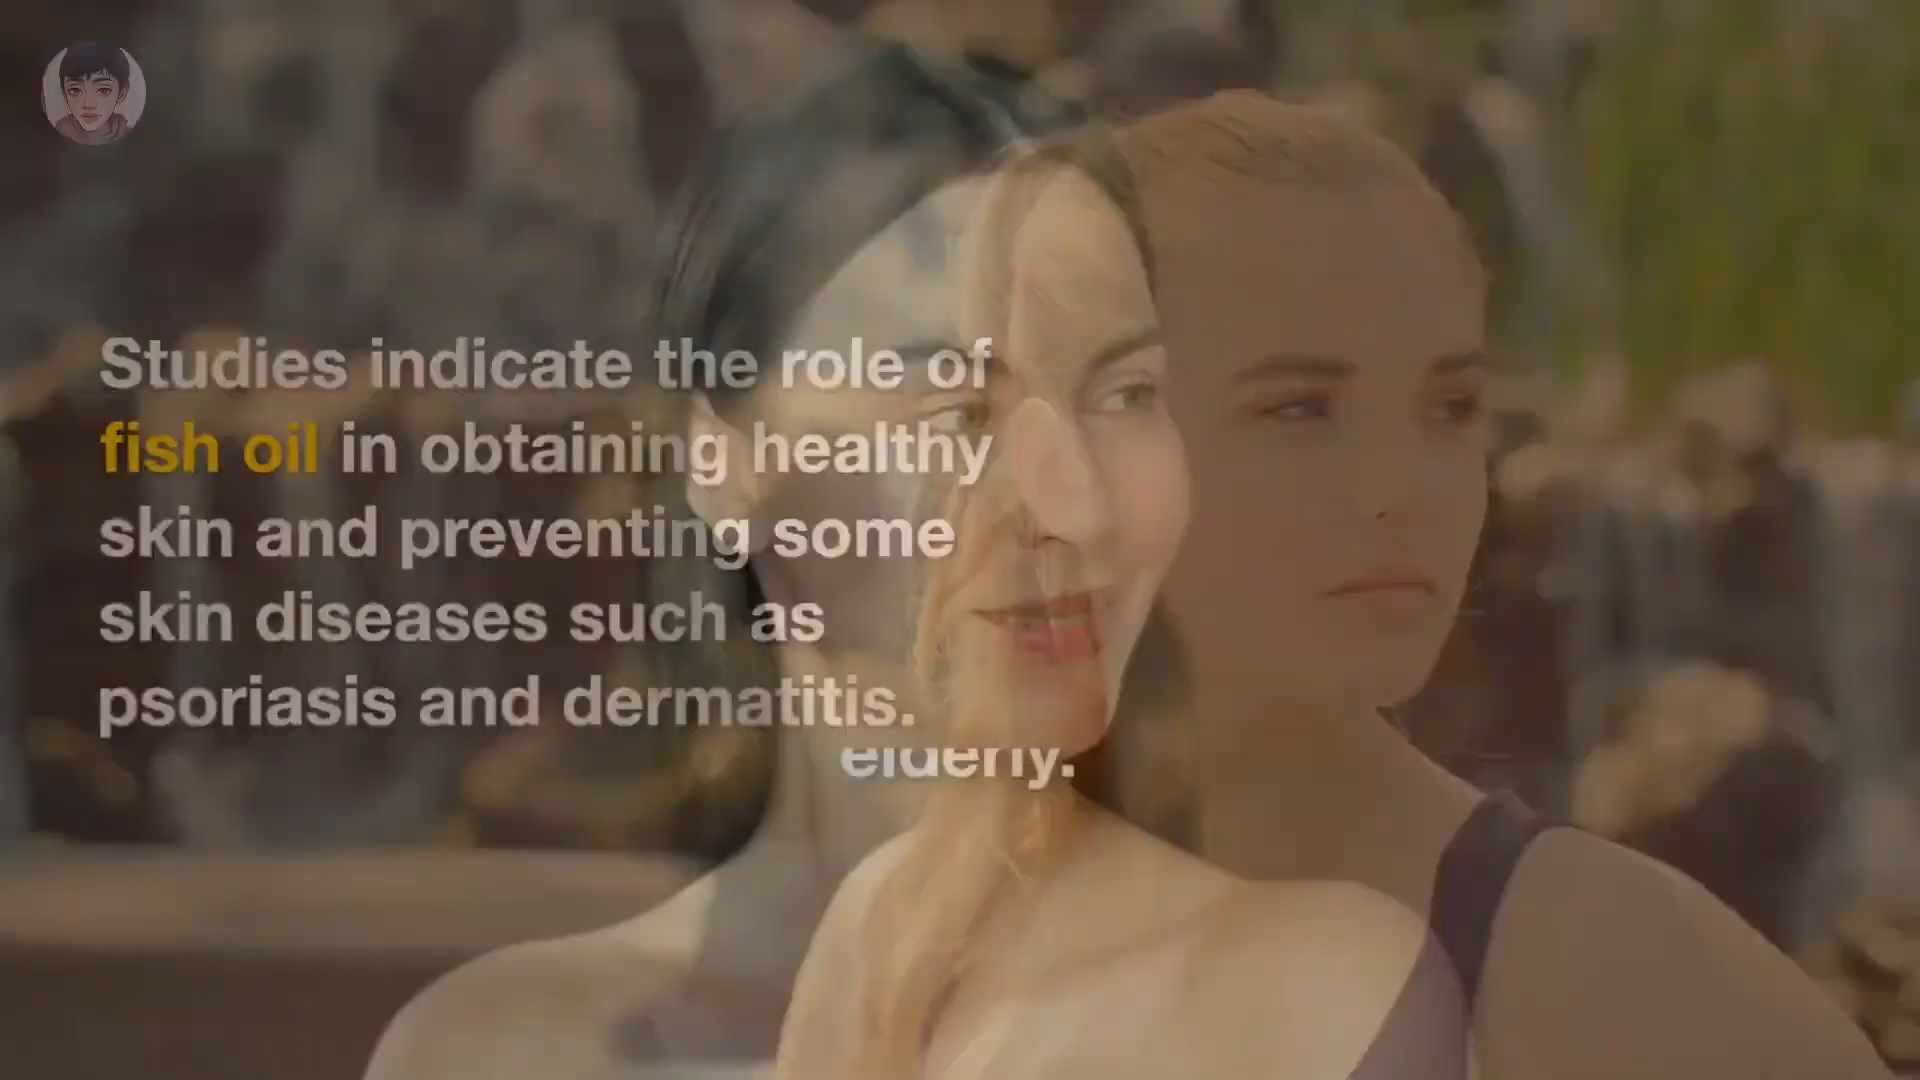 Studies indicate the role of
fish oil in obtaining healthy
skin and preventing some
skin diseases such as
psoriasis and dermatitis.
elderly.